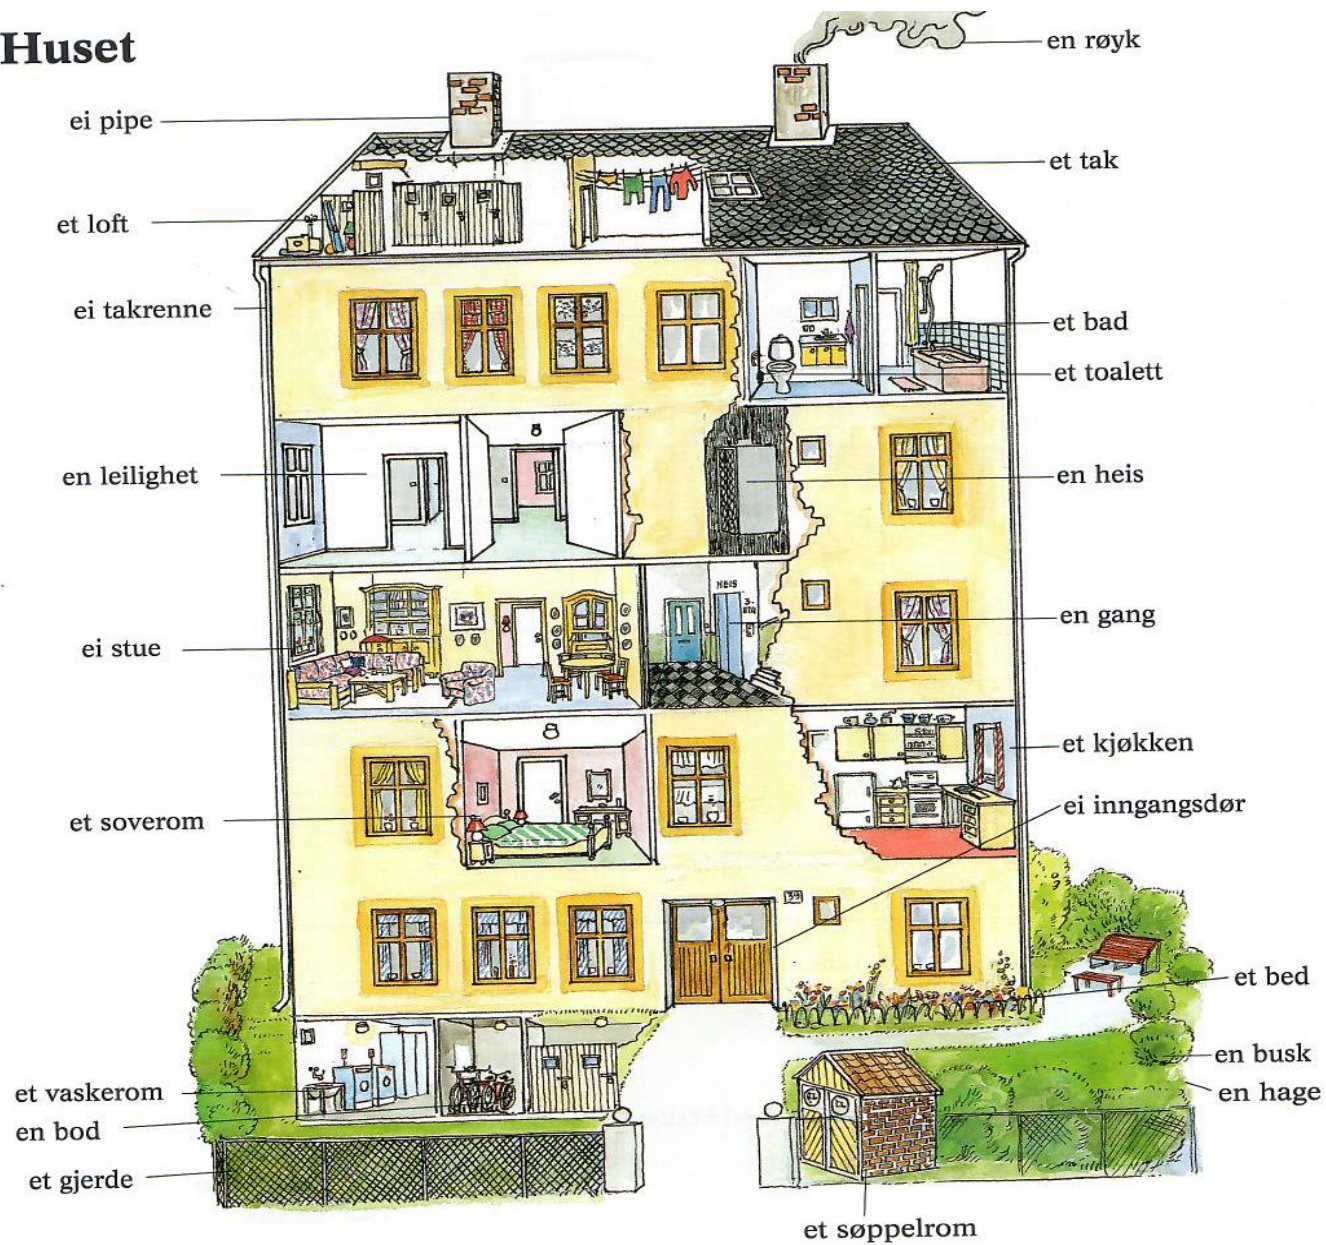 Huset
en røyk
ei pipe
et tak
et loft
ei takrenne
et bad
et toalett
en leilighet
en heis
HEIS
3-
ETG
en gang
ei stue
et kjøkken
ei inngangsdør
et soverom
39
et bed
en busk
en hage
et vaskerom
en bod
et gjerde
et søppelrom